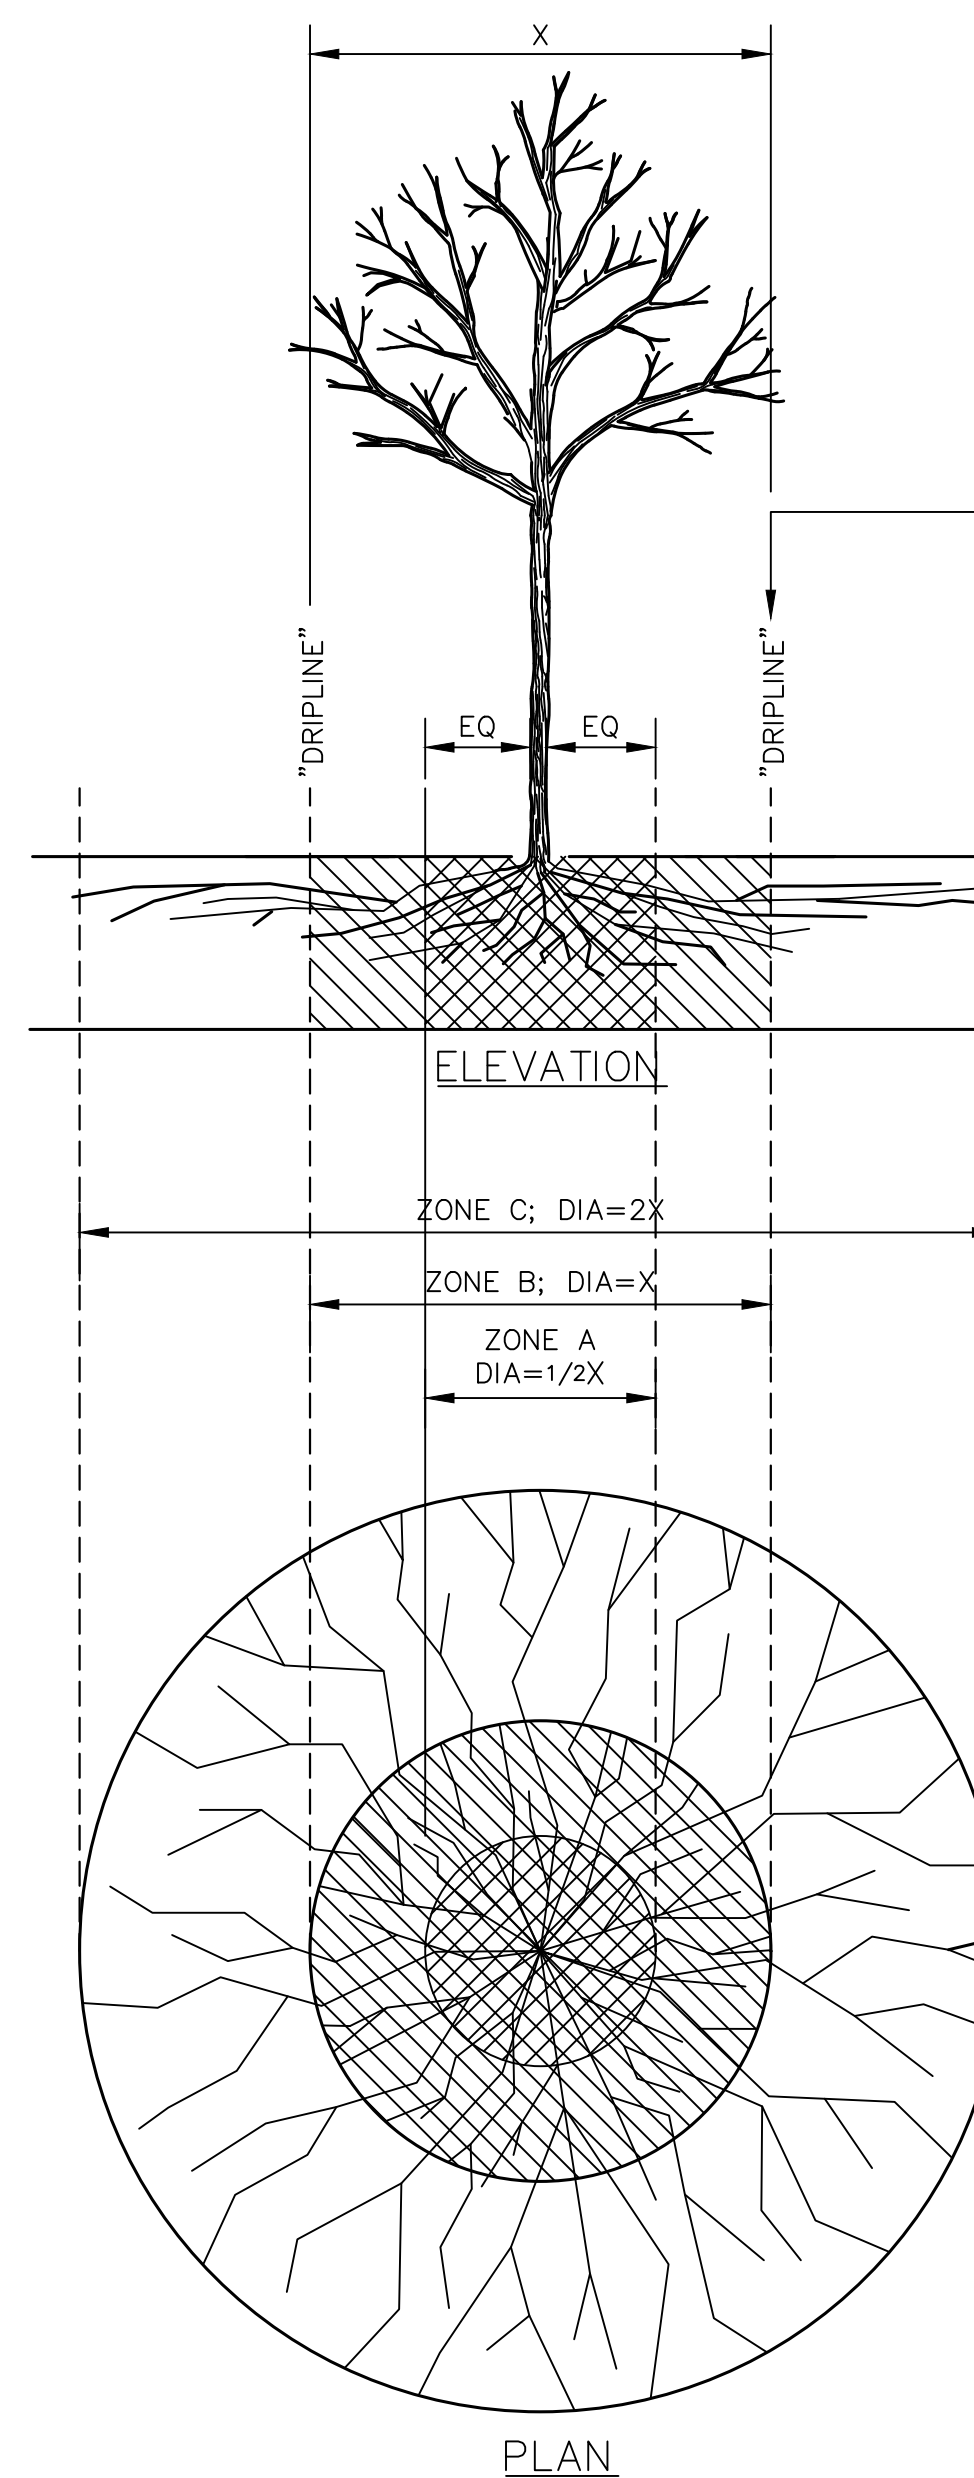 X
"DRIPLINE"
"DRIPLINE"
EQ
EQ
ELEVATION
ZONE C; DIA=2X
ZONE B; DIA=X
ZONE A
DIA=1/2X
PLAN